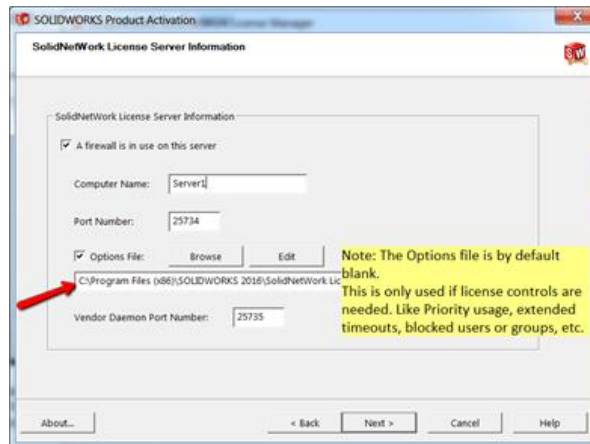 SOLIDWORKS Product Activation
SolidNetWork License Server Information
SolidNetWork License Server Information
A firewall is in use on this server
Computer Name: Server1
Port Number: 25734
Options File: Browse Edit
C:\Program Files (x86)\SOLIDWORKS 2016\SolidNetWork Lic
Note: The Options file is by default
blank.
This is only used if license controls are
needed. Like Priority usage, extended
timeouts, blocked users or groups, etc.
Vendor Daemon Port Number: 25735
About... < Back Next > Cancel Help